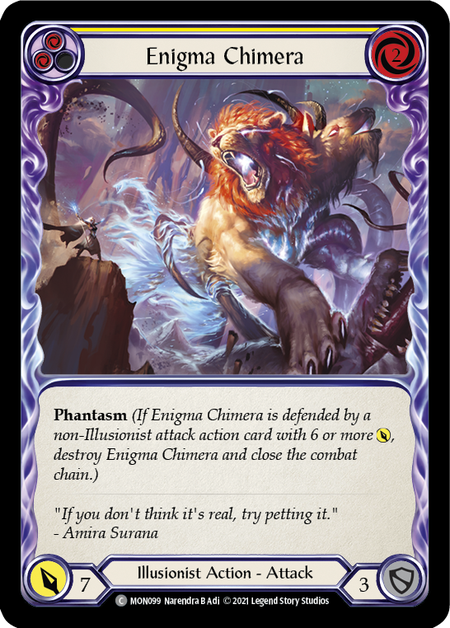 Enigma Chimera
2
Phantasm (If Enigma Chimera is defended by a
non-Illusionist attack action card with 6 or more ,
destroy Enigma Chimera and close the combat
chain.)
"If you don't think it's real, try petting it."
- Amira Surana
7
Illusionist Action - Attack
3
C MON099 Narendra B Adi © 2021 Legend Story Studios